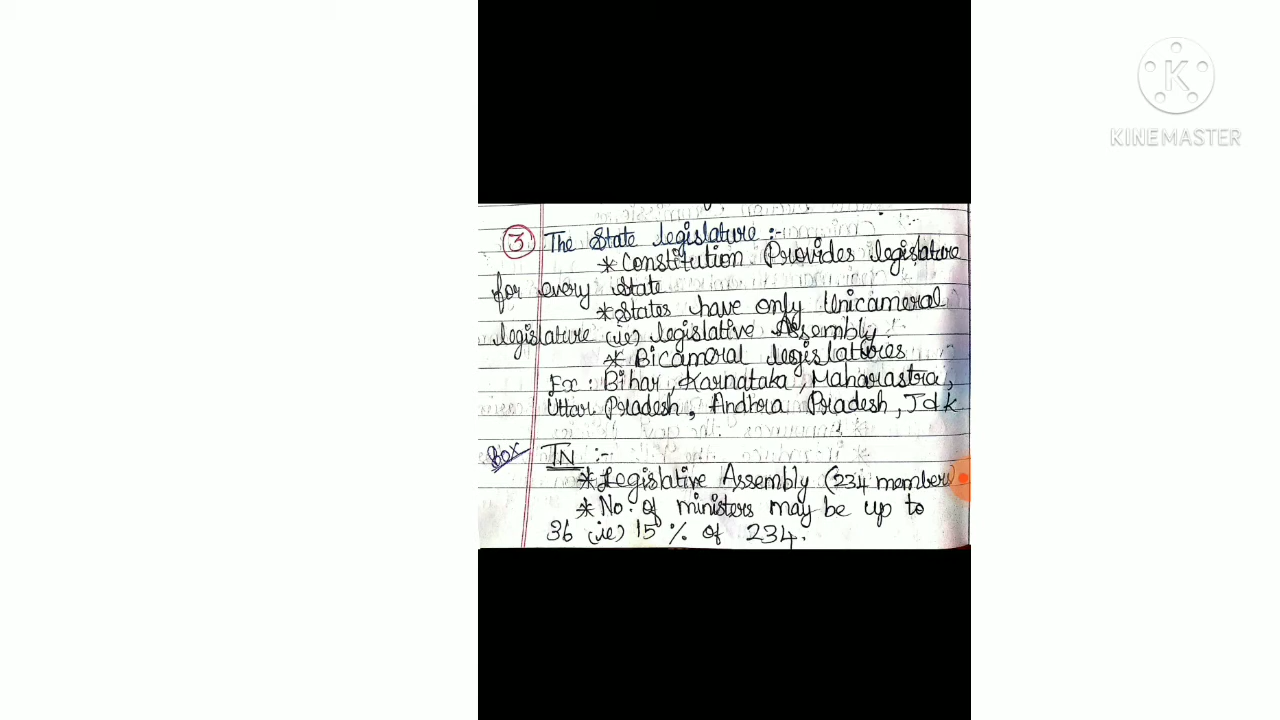 KINEMASTER
3. The State legislature :-
* Constitution Provides legislature
for every state
* States have only Unicameral
legislature (ie) legislative Assembly.
* Bicameral legislatures
Ex : Bihar, Karnataka, Maharastra,
Uttar Pradesh, Andhra Pradesh, J&k
Box
TN :-
* Legislative Assembly (234 members)
* No. of ministers may be up to
36 (ie) 15 % of 234.